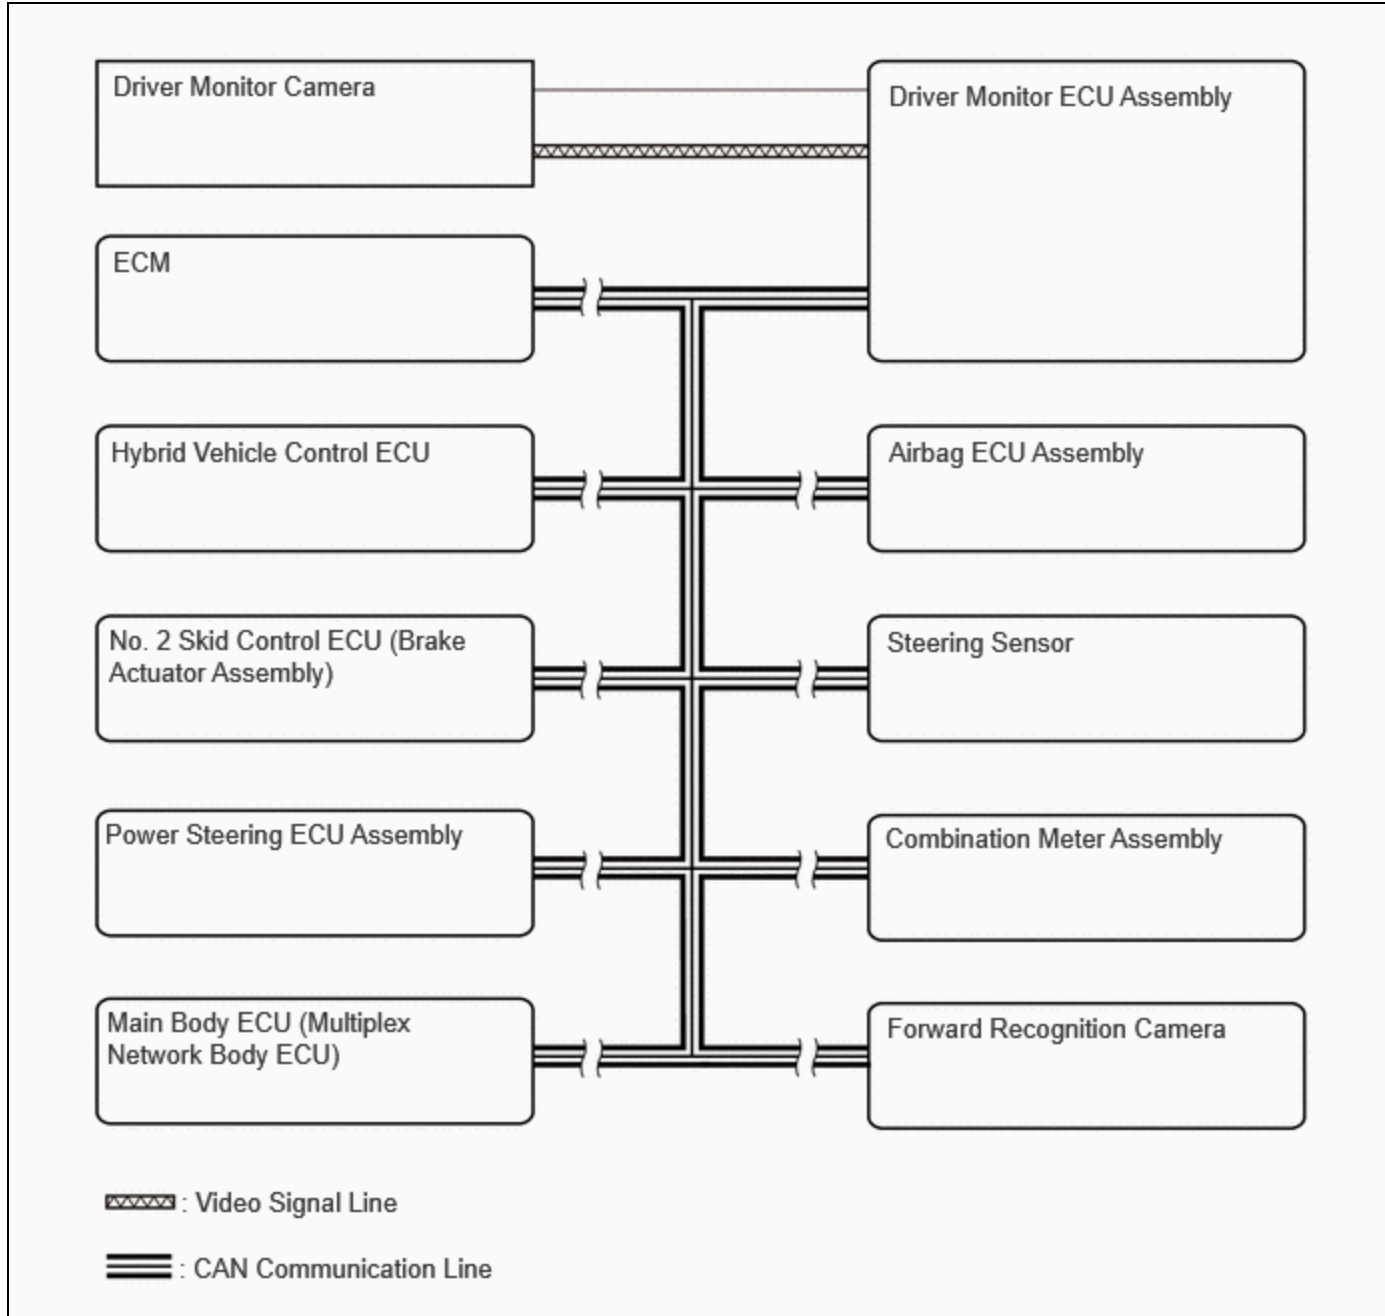 Driver Monitor Camera
Driver Monitor ECU Assembly
ECM
Hybrid Vehicle Control ECU
Airbag ECU Assembly
No. 2 Skid Control ECU (Brake
Actuator Assembly)
Steering Sensor
Power Steering ECU Assembly
Combination Meter Assembly
Main Body ECU (Multiplex
Network Body ECU)
Forward Recognition Camera
: Video Signal Line
: CAN Communication Line